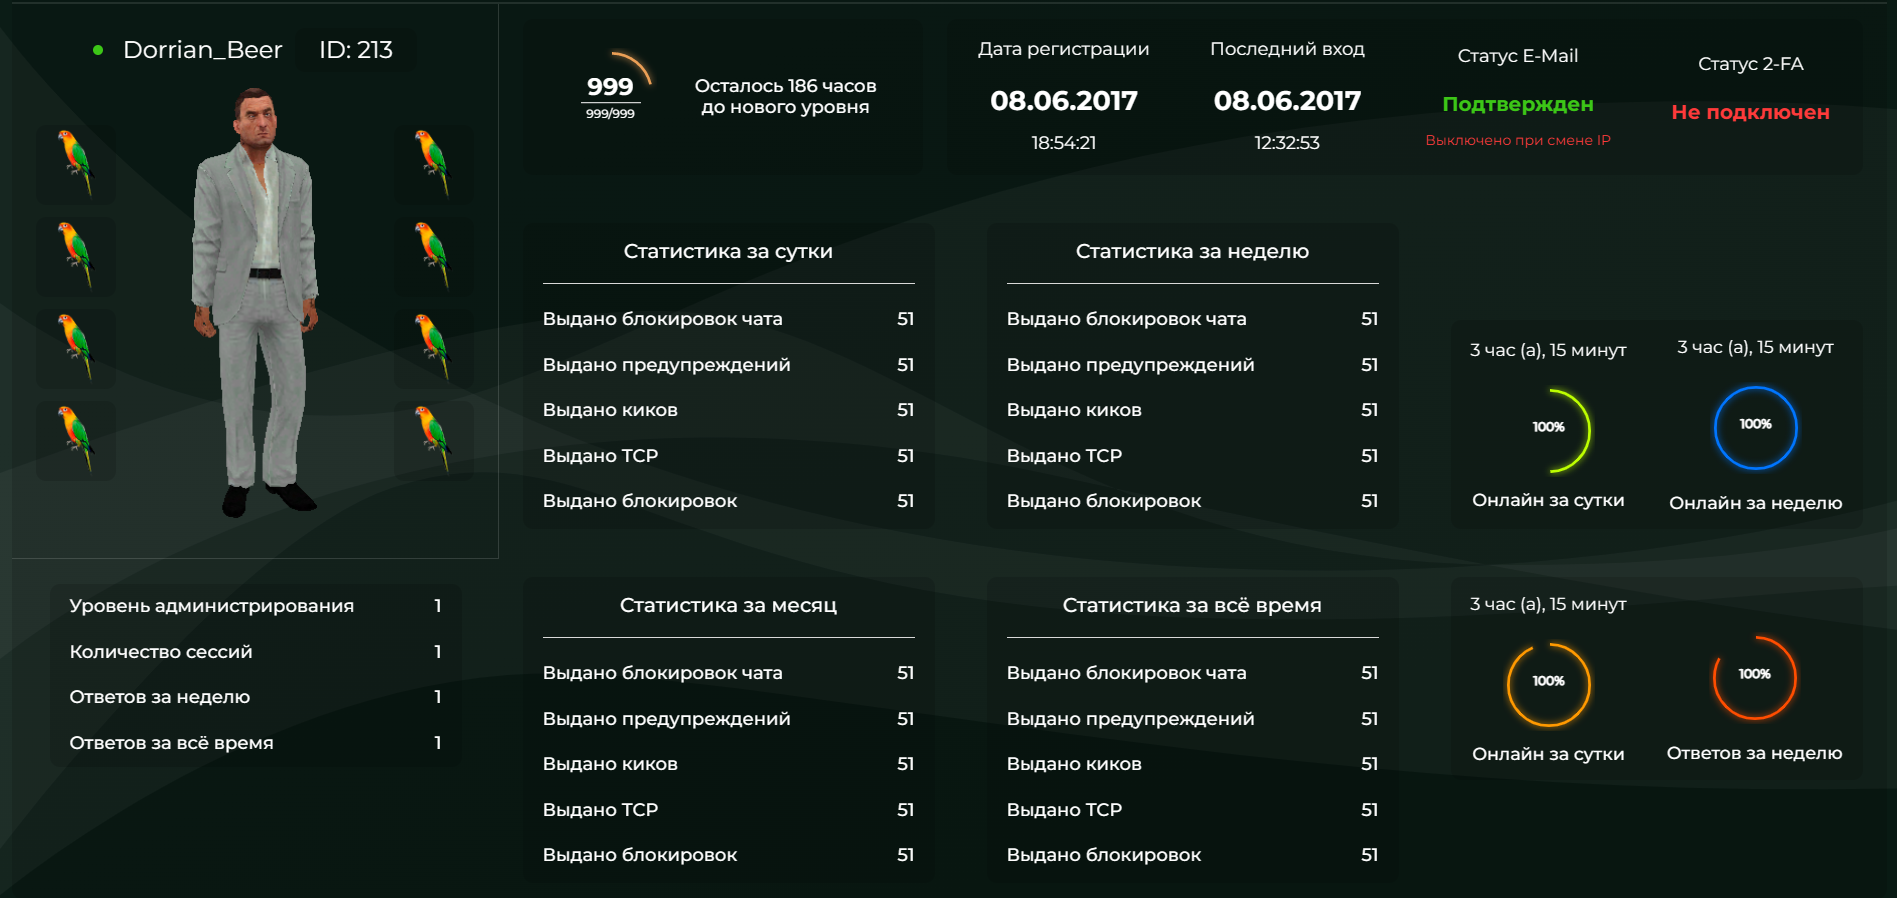 Dorrian_Beer ID: 213
999
999/999
Осталось 186 часов
до нового уровня
Дата регистрации
08.06.2017
18:54:21
Последний вход
08.06.2017
12:32:53
Статус E-Mail
Подтвержден
Выключено при смене IP
Статус 2-FA
Не подключен
Статистика за сутки
Выдано блокировок чата 51
Выдано предупреждений 51
Выдано киков 51
Выдано ТСР 51
Выдано блокировок 51
Статистика за неделю
Выдано блокировок чата 51
Выдано предупреждений 51
Выдано киков 51
Выдано ТСР 51
Выдано блокировок 51
3 час (а), 15 минут
100%
Онлайн за сутки
3 час (а), 15 минут
100%
Онлайн за неделю
Уровень администрирования 1
Количество сессий 1
Ответов за неделю 1
Ответов за всё время 1
Статистика за месяц
Выдано блокировок чата 51
Выдано предупреждений 51
Выдано киков 51
Выдано ТСР 51
Выдано блокировок 51
Статистика за всё время
Выдано блокировок чата 51
Выдано предупреждений 51
Выдано киков 51
Выдано ТСР 51
Выдано блокировок 51
3 час (а), 15 минут
100%
Онлайн за сутки
100%
Ответов за неделю